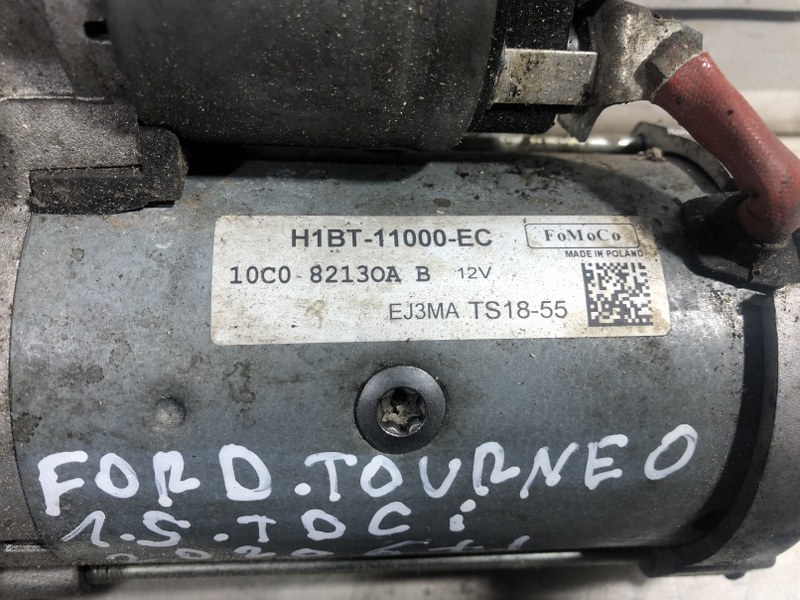 H1BT-11000-EC FoMoCo
MADE IN POLAND
10C0 82130A B 12V
EJ3MA TS18-55
FORD.TOURNEO
1.5.TDCi